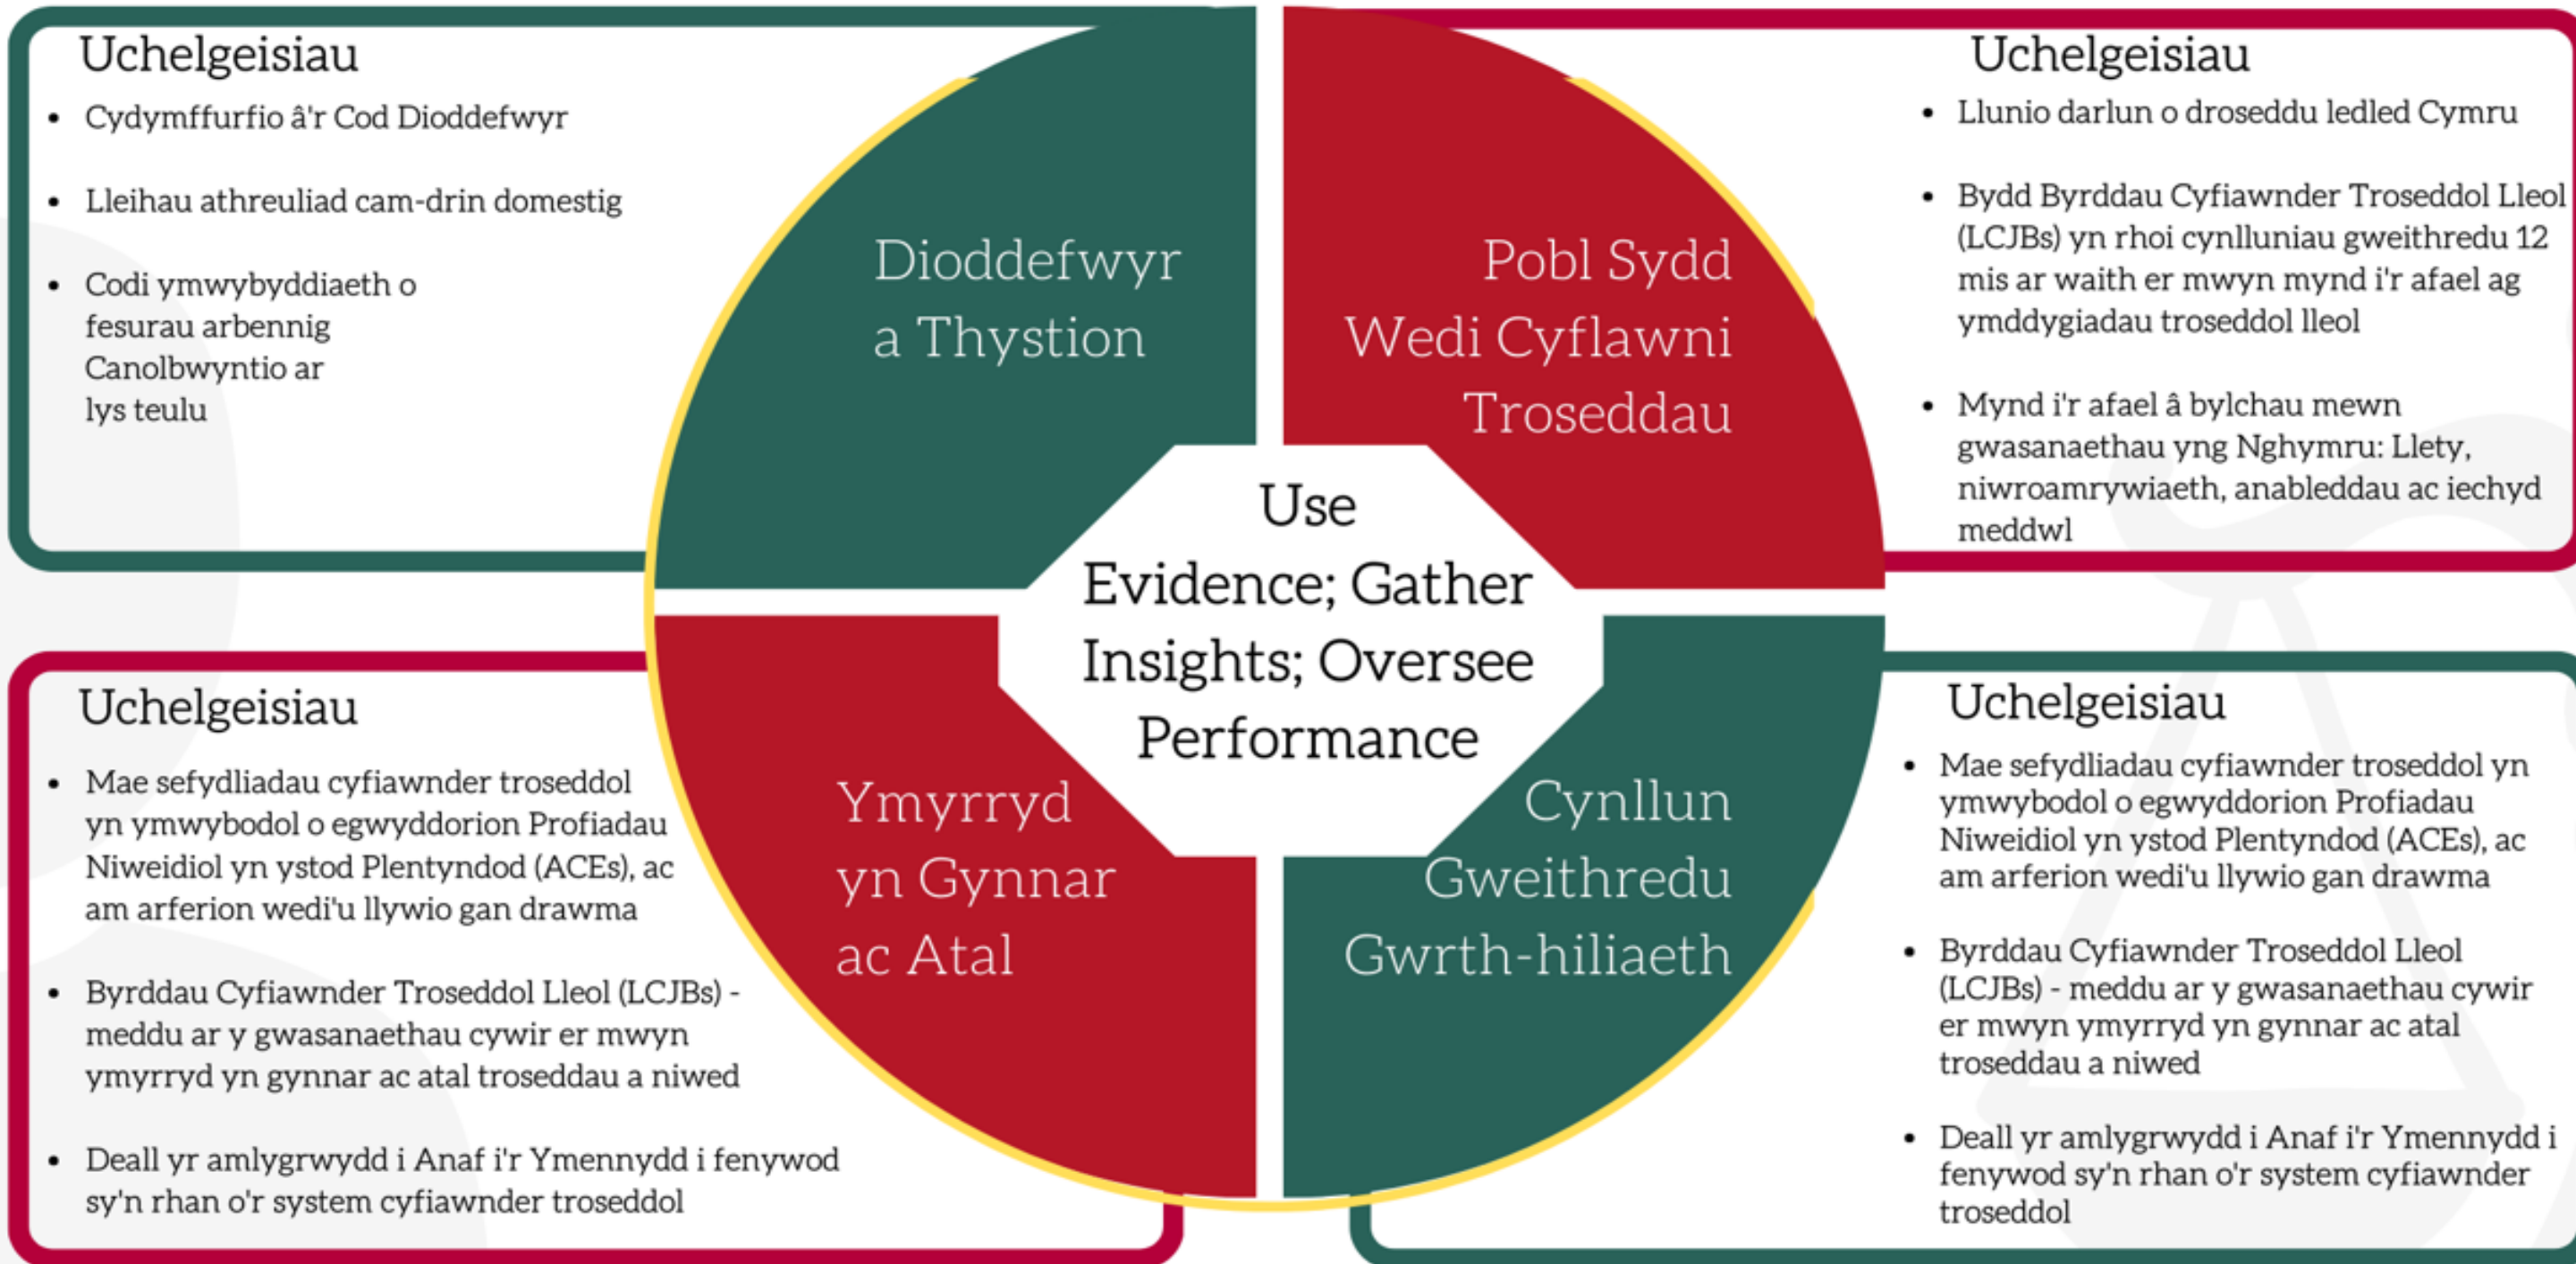 Uchelgeisiau
Cydymffurfio â'r Cod Dioddefwyr
Lleihau athreuliad cam-drin domestig
Codi ymwybyddiaeth o
fesurau arbennig
Canolbwyntio ar
lys teulu
Dioddefwyr
a Thystion
Pobl Sydd
Wedi Cyflawni
Troseddau
Uchelgeisiau
Llunio darlun o droseddu ledled Cymru
Bydd Byrddau Cyfiawnder Troseddol Lleol
(LCJBs) yn rhoi cynlluniau gweithredu 12
mis ar waith er mwyn mynd i'r afael ag
ymddygiadau troseddol lleol
Mynd i'r afael â bylchau mewn
gwasanaethau yng Nghymru: Llety,
niwroamrywiaeth, anableddau ac iechyd
meddwl
Use
Evidence; Gather
Insights; Oversee
Performance
Uchelgeisiau
Mae sefydliadau cyfiawnder troseddol
yn ymwybodol o egwyddorion Profiadau
Niweidiol yn ystod Plentyndod (ACEs), ac
am arferion wedi'u llywio gan drawma
Byrddau Cyfiawnder Troseddol Lleol (LCJBs) -
meddu ar y gwasanaethau cywir er mwyn
ymyrryd yn gynnar ac atal troseddau a niwed
Deall yr amlygrwydd i Anaf i'r Ymennydd i fenywod
sy'n rhan o'r system cyfiawnder troseddol
Ymyrryd
yn Gynnar
ac Atal
Cynllun
Gweithredu
Gwrth-hiliaeth
Uchelgeisiau
Mae sefydliadau cyfiawnder troseddol yn
ymwybodol o egwyddorion Profiadau
Niweidiol yn ystod Plentyndod (ACEs), ac
am arferion wedi'u llywio gan drawma
Byrddau Cyfiawnder Troseddol Lleol
(LCJBs) - meddu ar y gwasanaethau cywir
er mwyn ymyrryd yn gynnar ac atal
troseddau a niwed
Deall yr amlygrwydd i Anaf i'r Ymennydd i
fenywod sy'n rhan o'r system cyfiawnder
troseddol